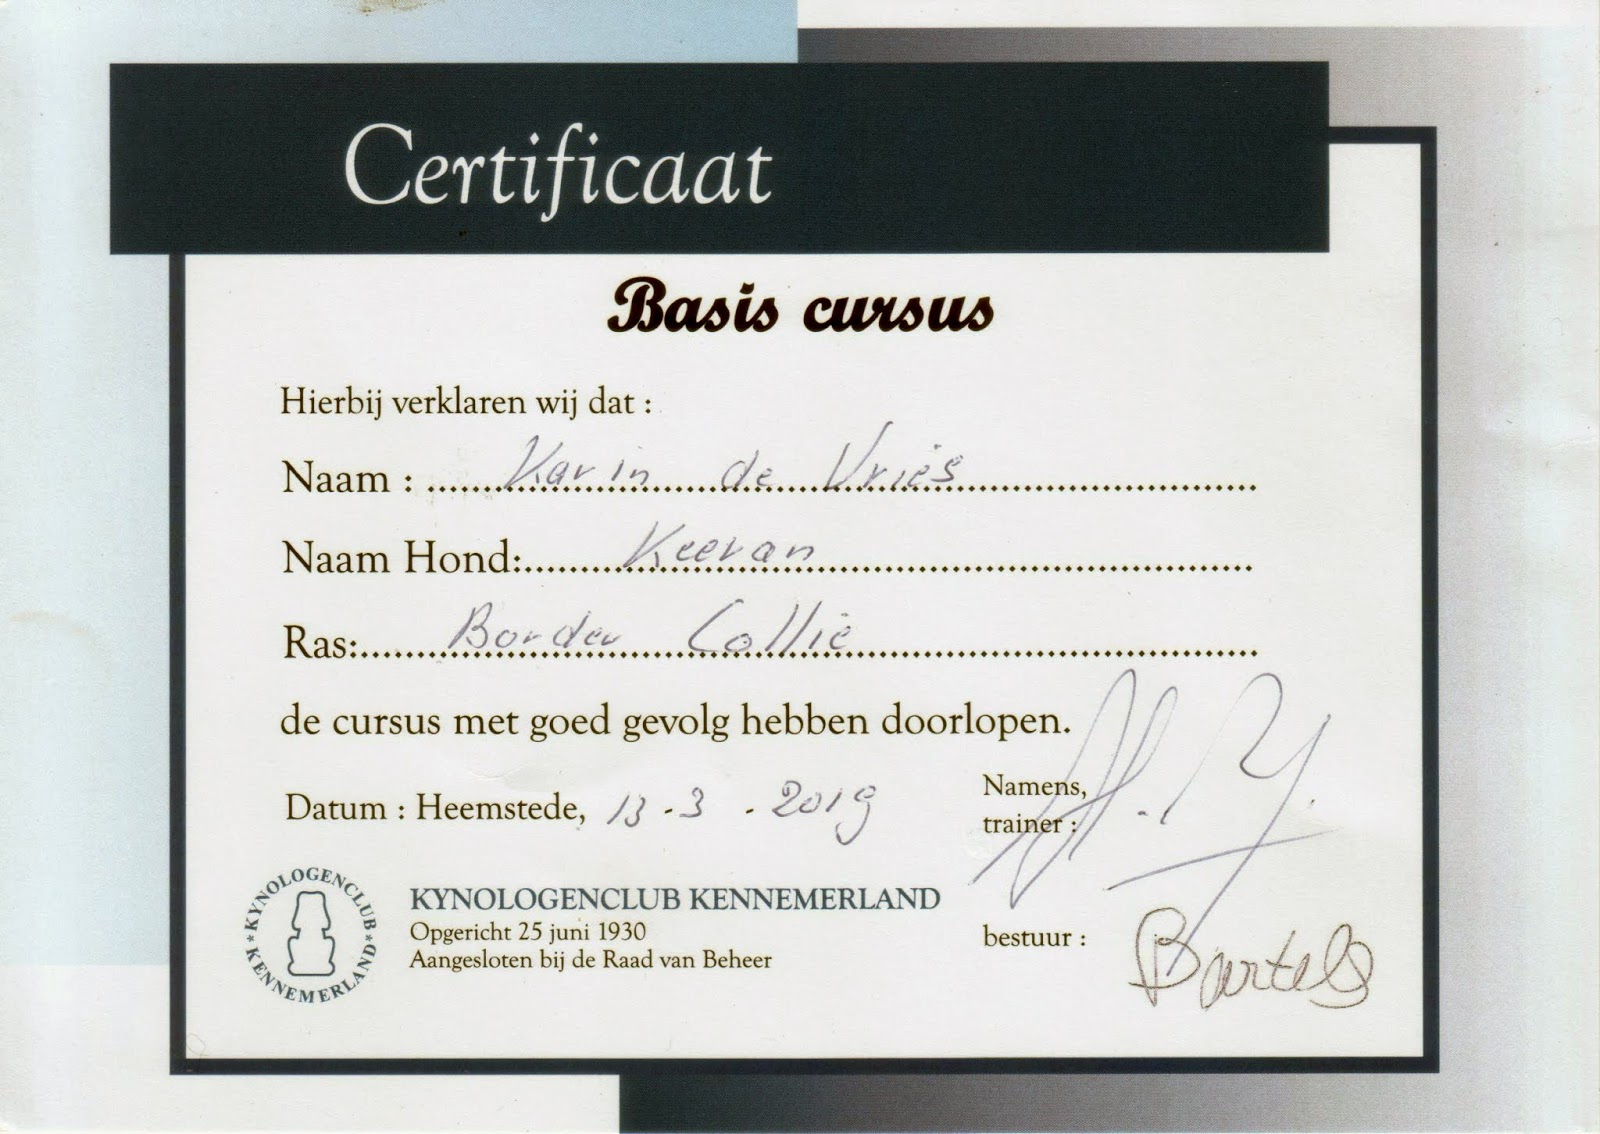 Certificaat
Basis cursus
Hierbij verklaren wij dat :
Naam : Karin de Vries
Naam Hond: Keevan
Ras: Border Collie
de cursus met goed gevolg hebben doorlopen.
Datum : Heemstede, 13-3-2019
Namens,
trainer :
KYNOLOGENCLUB KENNEMERLAND
Opgericht 25 juni 1930
Aangesloten bij de Raad van Beheer
bestuur : Bartels
*KYNOLOGENCLUB* KENNEMERLAND